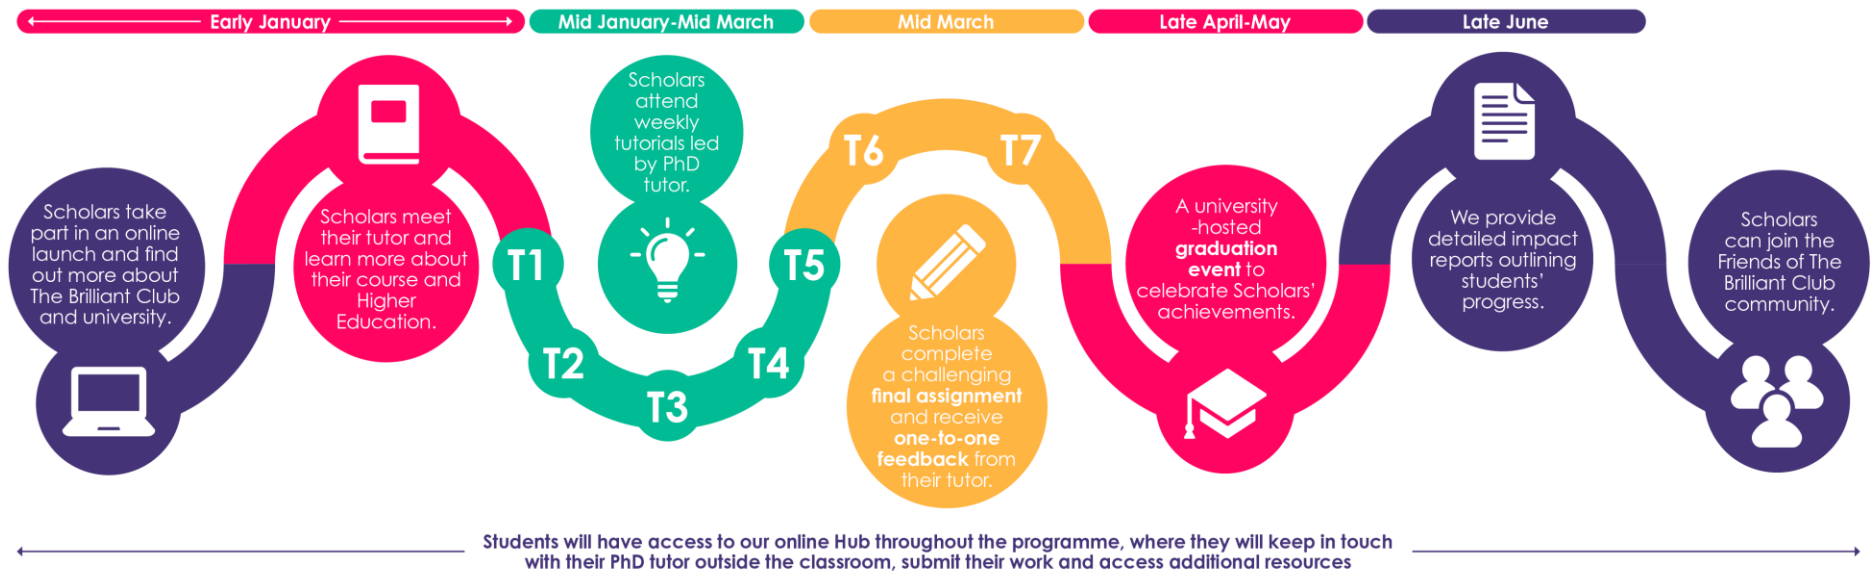 Early January
Mid January-Mid March
Mid March
Late April-May
Late June
Scholars take
part in an online
launch and find
out more about
The Brilliant Club
and university.
Scholars meet
their tutor and
learn more about
their course and
Higher
Education.
Scholars
attend
weekly
tutorials led
by PhD
tutor.
T1
T2
T3
T4
T5
T6
T7
Scholars
complete
a challenging
final assignment
and receive
one-to-one
feedback from
their tutor.
A university
-hosted
graduation
event to
celebrate Scholars’
achievements.
We provide
detailed impact
reports outlining
students’
progress.
Scholars
can join the
Friends of The
Brilliant Club
community.
Students will have access to our online Hub throughout the programme, where they will keep in touch
with their PhD tutor outside the classroom, submit their work and access additional resources